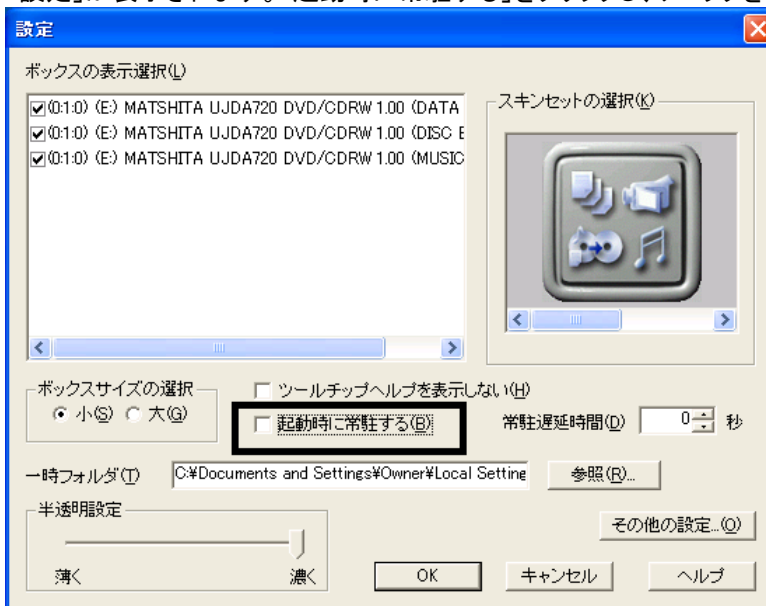 設定
ボックスの表示選択(L)
(0:1:0) (E:) MATSHITA UJDA720 DVD/CDRW 1.00 (DATA
(0:1:0) (E:) MATSHITA UJDA720 DVD/CDRW 1.00 (DISC
(0:1:0) (E:) MATSHITA UJDA720 DVD/CDRW 1.00 (MUSIC
スキンセットの選択(K)
ボックスサイズの選択
小(S) 大(G)
ツールチップヘルプを表示しない(H)
起動時に常駐する(B)
常駐遅延時間(D) 0 秒
一時フォルダ(T) C:¥Documents and Settings¥Owner¥Local Setting 参照(R)...
半透明設定
薄く 濃く
その他の設定...(O)
OK キャンセル ヘルプ